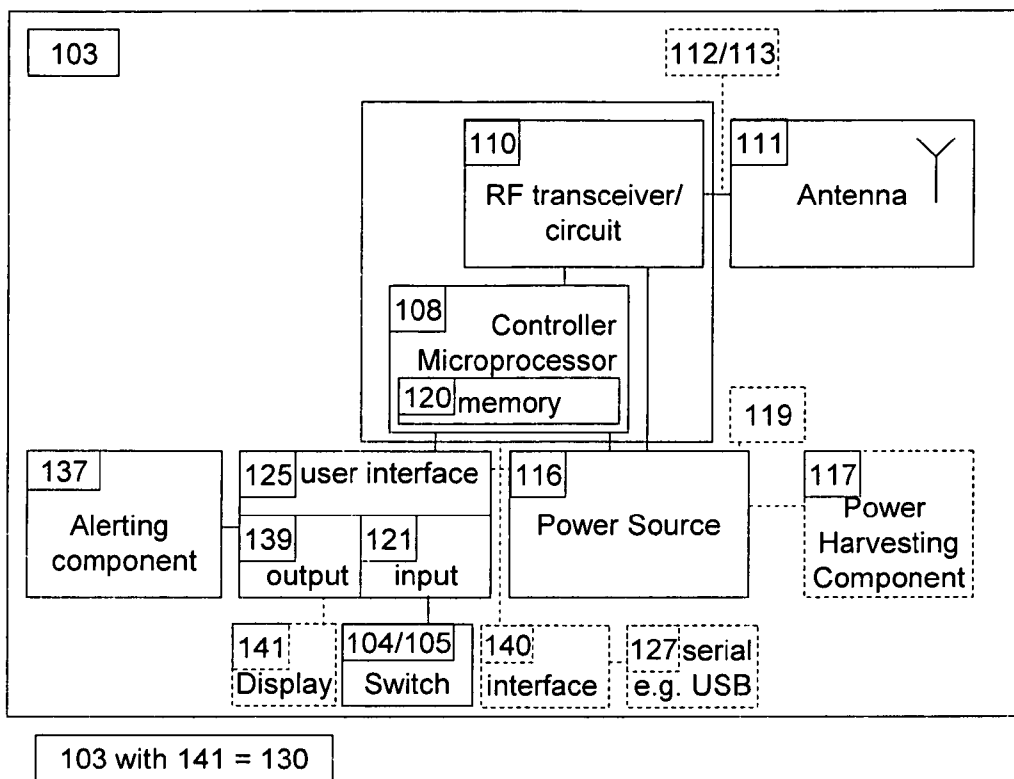 103
112/113
110
RF transceiver/
circuit
111
Antenna
108
Controller
Microprocessor
120 memory
119
137
Alerting
component
125 user interface
139
output
121
input
116
Power Source
117
Power
Harvesting
Component
141
Display
104/105
Switch
140
interface
127 serial
e.g. USB
103 with 141 = 130